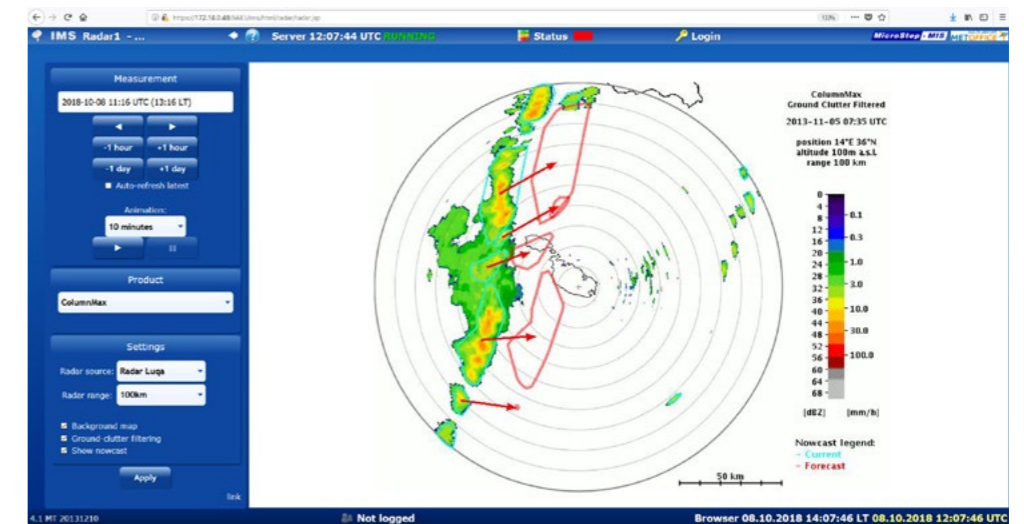 IMS Radar1 - ...
Server 12:07:44 UTC RUNNING
Status
Login
MicroStep - MIS
METOFFICE
Measurement
2018-10-08 11:16 UTC (13:16 LT)
-1 hour +1 hour
-1 day +1 day
Auto-refresh latest
Animation:
10 minutes
Product
ColumnMax
Settings
Radar source: Radar Luqa
Radar range: 100km
Background map
Ground-clutter filtering
Show nowcast
Apply
link
ColumnMax
Ground Clutter Filtered
2013-11-05 07:35 UTC
position 14°E 36°N
altitude 100m a.s.l.
range 100 km
0
4
8 0.1
12
16 0.3
20
24 1.0
28
32 3.0
36
40 10.0
44
48 30.0
52
56 100.0
60
64
68
[dBZ] [mm/h]
Nowcast legend:
- Current
- Forecast
50 km
4.1 MT 20131210
Not logged
Browser 08.10.2018 14:07:46 LT 08.10.2018 12:07:46 UTC